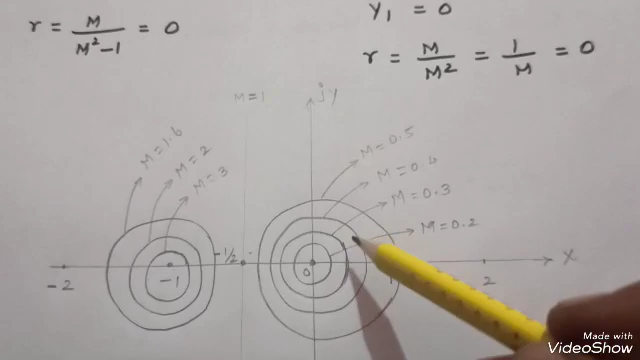 r = M / M²-1 = 0
Y₁ = 0
r = M / M² = 1 / M = 0
M=1
jy
M=1.6
M=2
M=3
M=0.5
M=0.4
M=0.3
M=0.2
-2
-1
-1/2
0
1
2
X
Made with
VideoShow